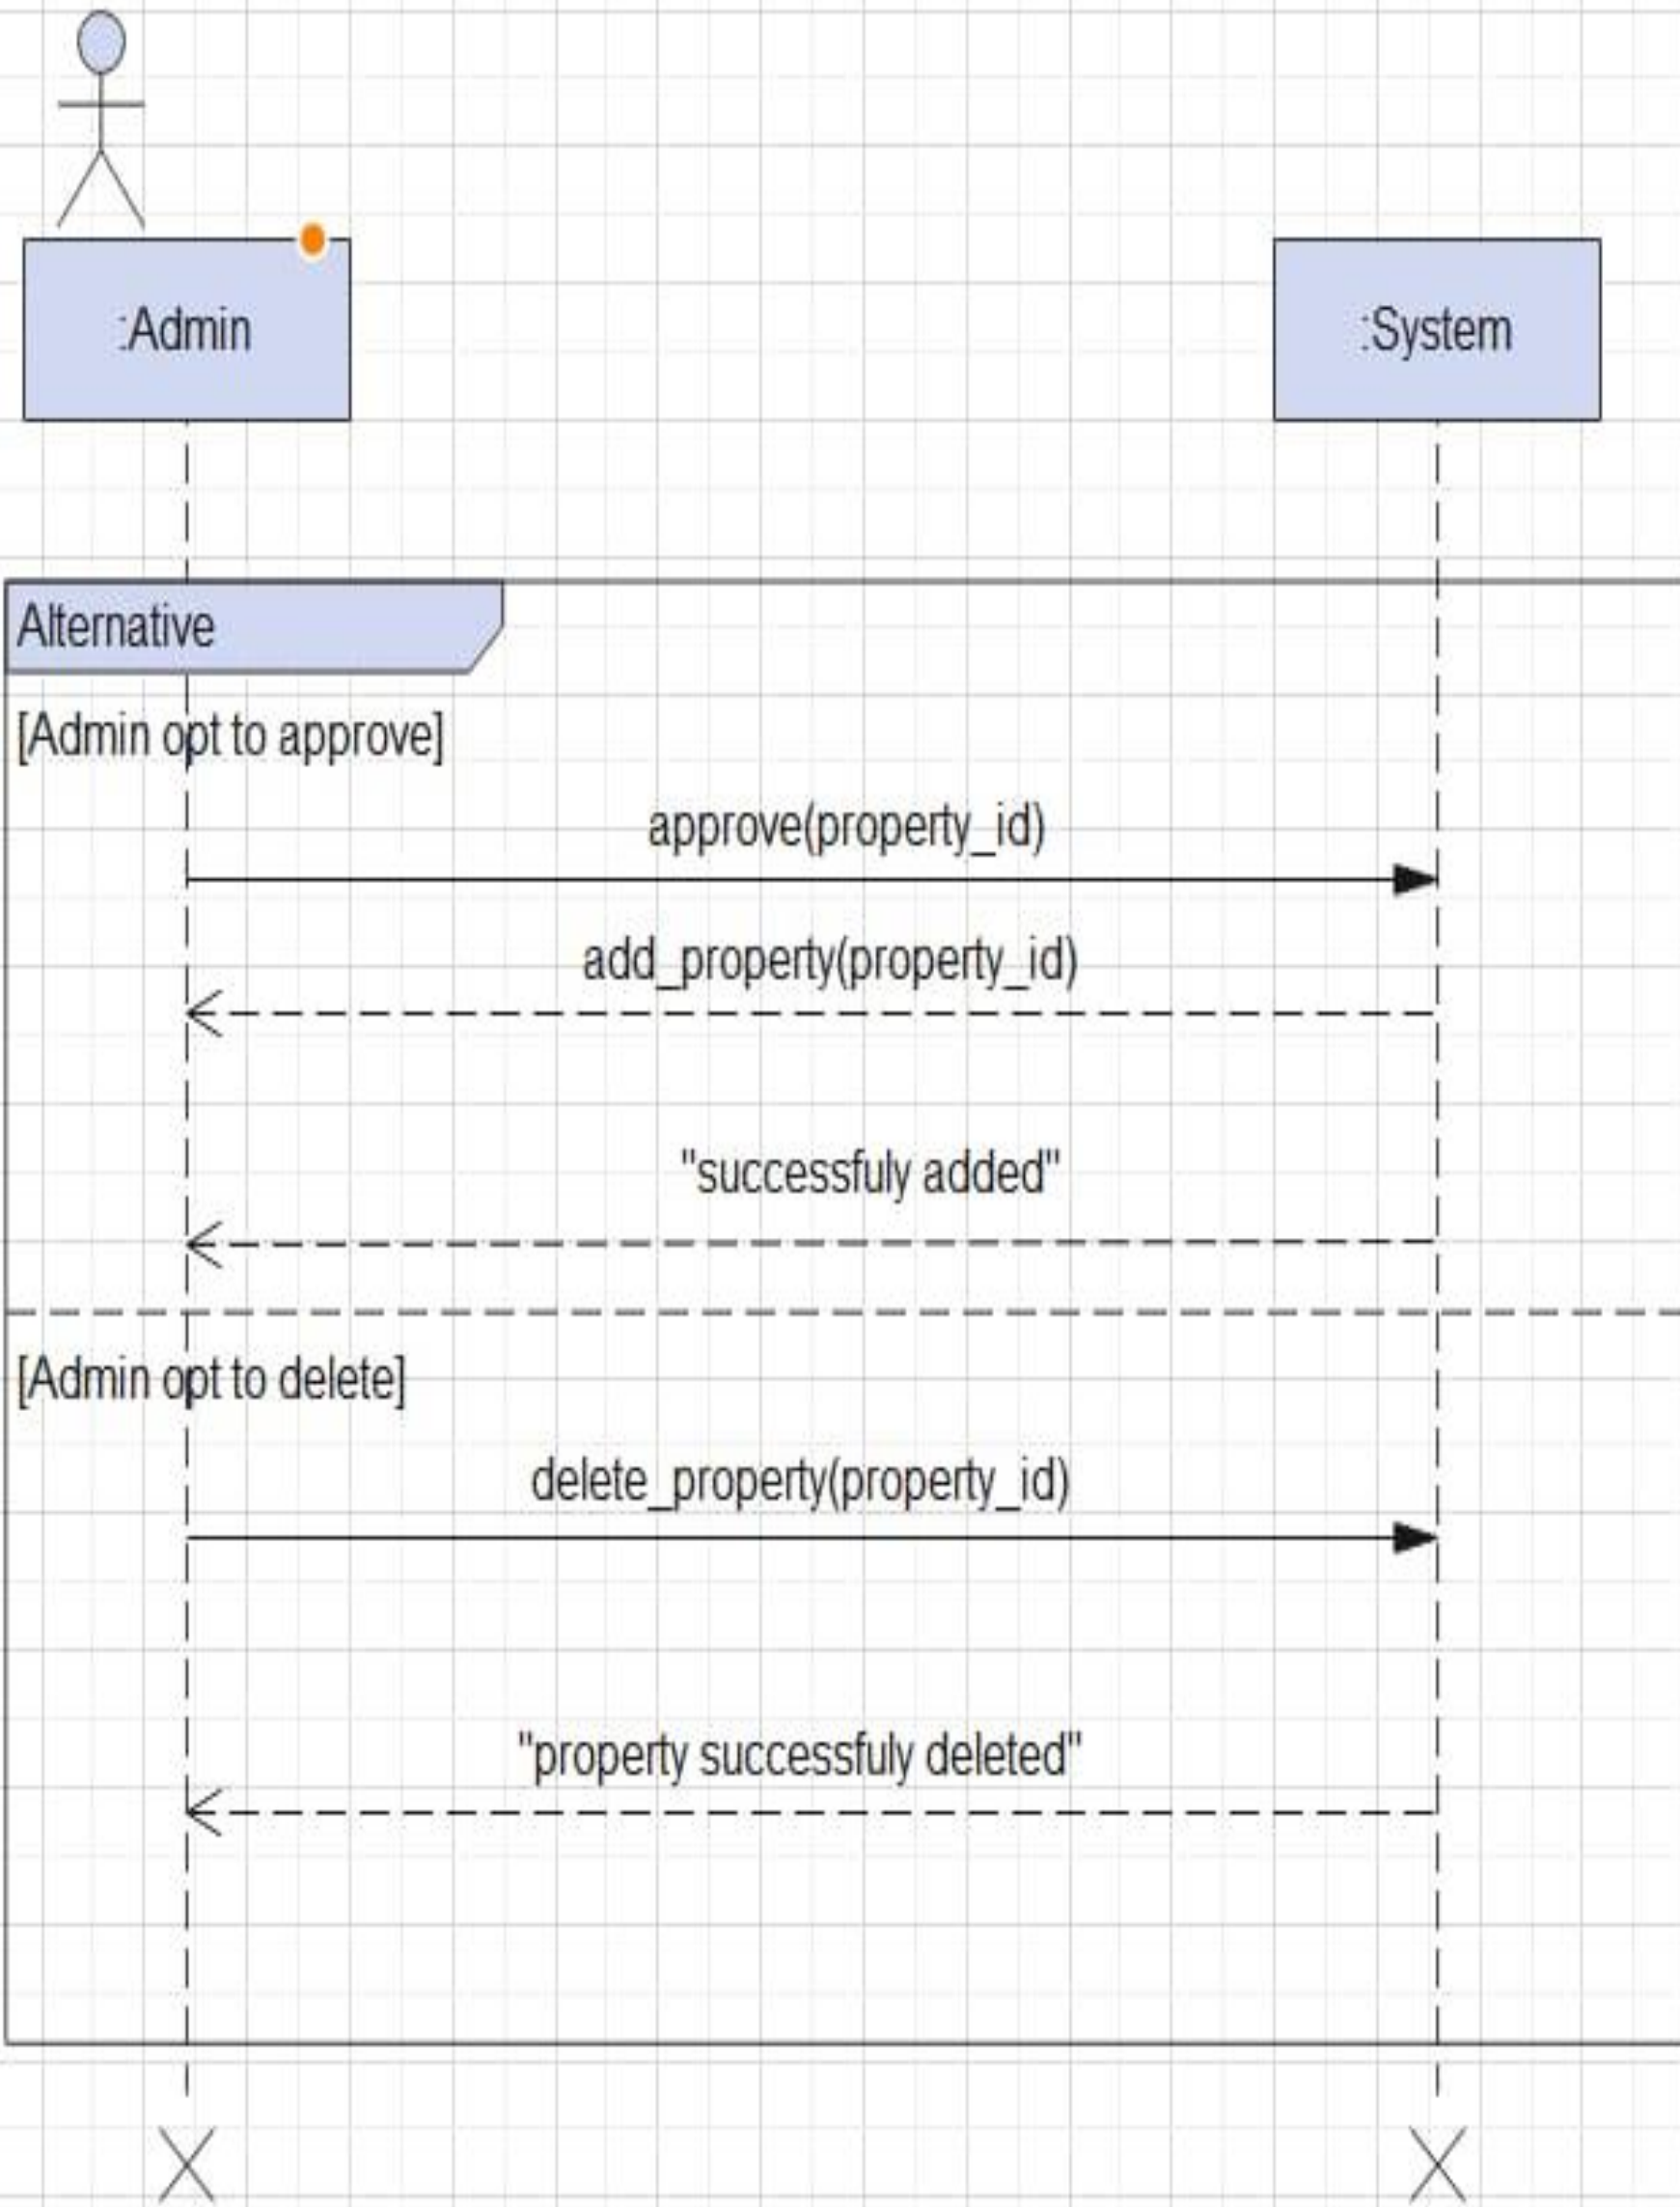 :Admin
:System
Alternative
[Admin opt to approve]
approve(property_id)
add_property(property_id)
"successfuly added"
[Admin opt to delete]
delete_property(property_id)
"property successfuly deleted"